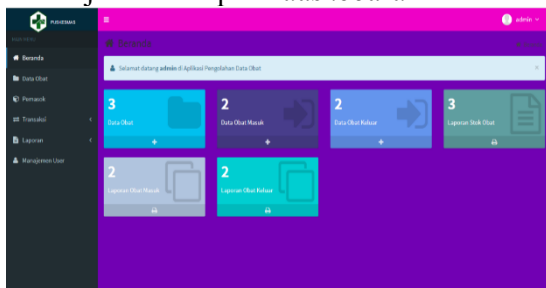 PUSKESMAS
admin
MAIN MENU
Beranda
Beranda
Selamat datang admin di Aplikasi Pengolahan Data Obat
Data Obat
Pemasok
Transaksi
Laporan
Manajemen User
3
Data Obat
2
Data Obat Masuk
2
Data Obat Keluar
3
Laporan Stok Obat
2
Laporan Obat Masuk
2
Laporan Obat Keluar